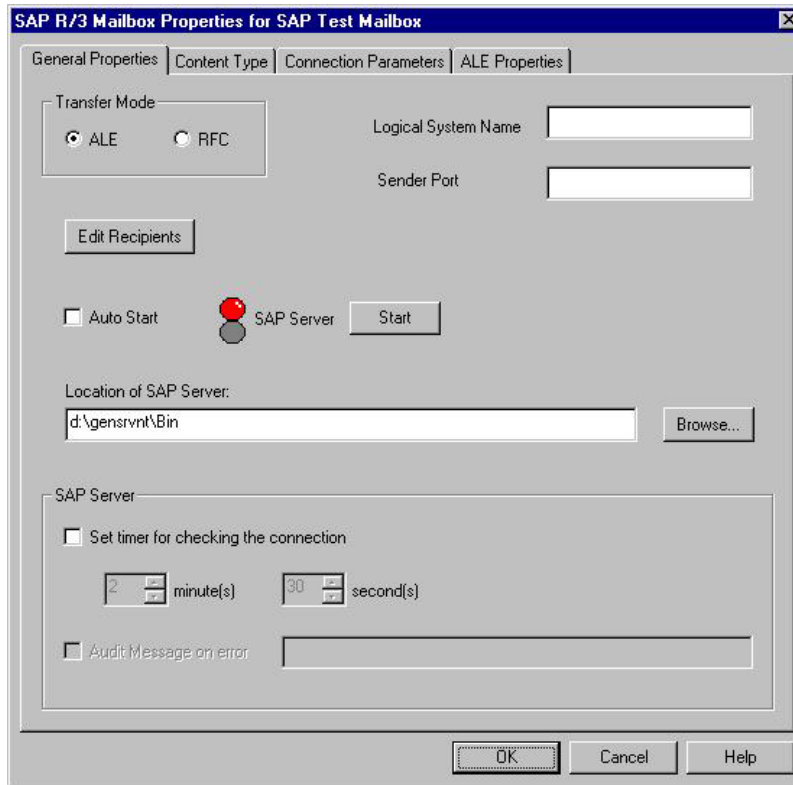 SAP R/3 Mailbox Properties for SAP Test Mailbox
General Properties Content Type Connection Parameters ALE Properties
Transfer Mode
ALE RFC
Logical System Name
Sender Port
Edit Recipients
Auto Start SAP Server Start
Location of SAP Server:
d:\gensrvnt\Bin Browse...
SAP Server
Set timer for checking the connection
2 minute(s) 30 second(s)
Audit Message on error
OK Cancel Help